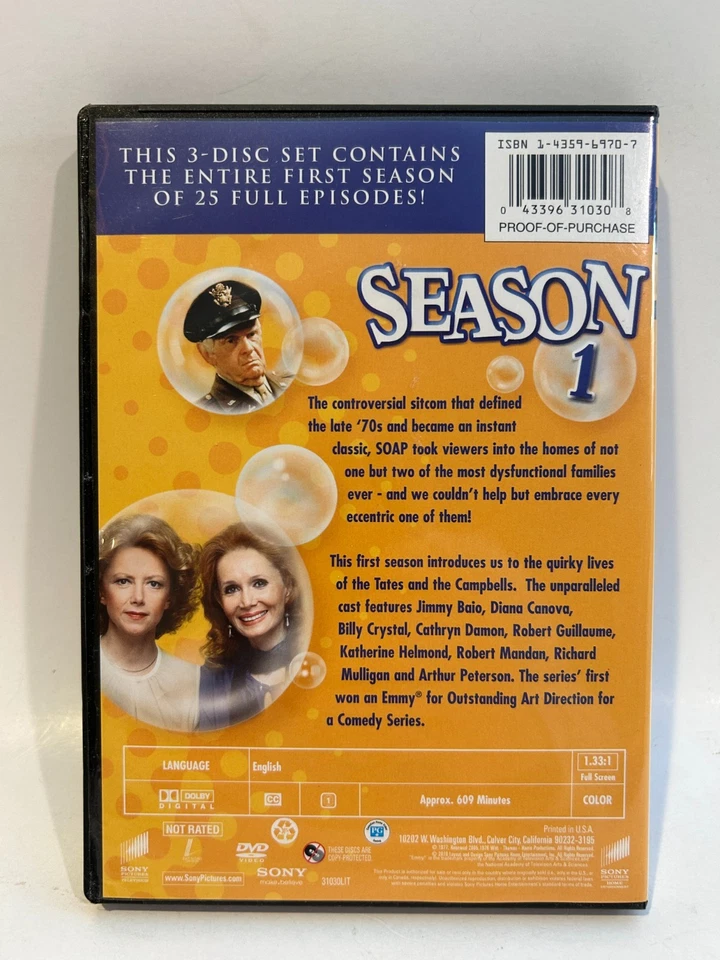 THIS 3-DISC SET CONTAINS
THE ENTIRE FIRST SEASON
OF 25 FULL EPISODES!
ISBN 1-4359-6970-7
0 43396 31030 8
PROOF-OF-PURCHASE
SEASON
1
The controversial sitcom that defined
the late '70s and became an instant
classic, SOAP took viewers into the homes of not
one but two of the most dysfunctional families
ever - and we couldn't help but embrace every
eccentric one of them!
This first season introduces us to the quirky lives
of the Tates and the Campbells. The unparalleled
cast features Jimmy Baio, Diana Canova,
Billy Crystal, Cathryn Damon, Robert Guillaume,
Katherine Helmond, Robert Mandan, Richard
Mulligan and Arthur Peterson. The series' first
won an Emmy® for Outstanding Art Direction for
a Comedy Series.
LANGUAGE English 1.33:1
Full Screen
DOLBY
DIGITAL CC 1 Approx. 609 Minutes COLOR
NOT RATED
Printed in U.S.A.
10202 W. Washington Blvd., Culver City, California 90232-3195
DVD
VIDEO
THESE DISCS ARE
COPY-PROTECTED.
SONY
PICTURES
www.SonyPictures.com
SONY
make.believe
31030LIT
SONY
PICTURES